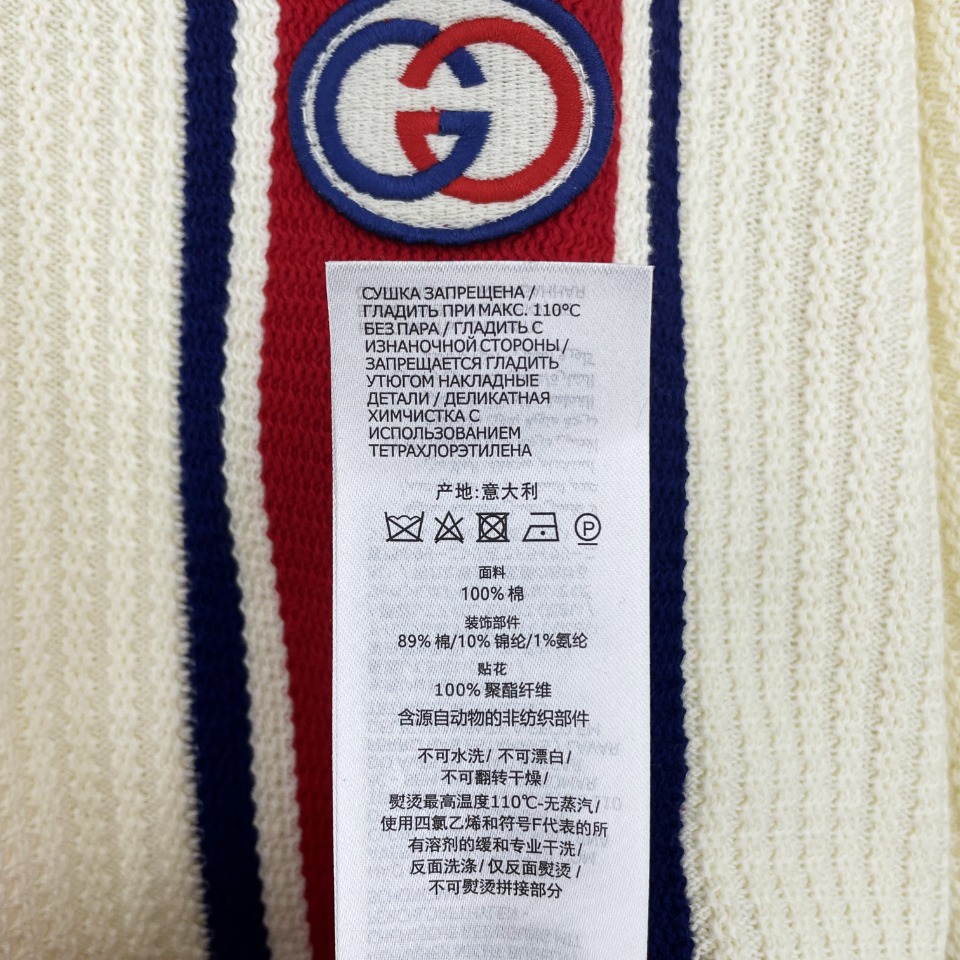 СУШКА ЗАПРЕЩЕНА /
ГЛАДИТЬ ПРИ МАКС. 110°C
БЕЗ ПАРА / ГЛАДИТЬ С
ИЗНАНОЧНОЙ СТОРОНЫ /
ЗАПРЕЩАЕТСЯ ГЛАДИТЬ
УТЮГОМ НАКЛАДНЫЕ
ДЕТАЛИ / ДЕЛИКАТНАЯ
ХИМЧИСТКА С
ИСПОЛЬЗОВАНИЕМ
ТЕТРАХЛОРЭТИЛЕНА
产地:意大利
P
面料
100% 棉
装饰部件
89% 棉/10% 锦纶/1%氨纶
贴花
100% 聚酯纤维
含源自动物的非纺织部件
不可水洗/ 不可漂白/
不可翻转干燥/
熨烫最高温度110℃-无蒸汽/
使用四氯乙烯和符号F代表的所
有溶剂的缓和专业干洗/
反面洗涤/ 仅反面熨烫 /
不可熨烫拼接部分